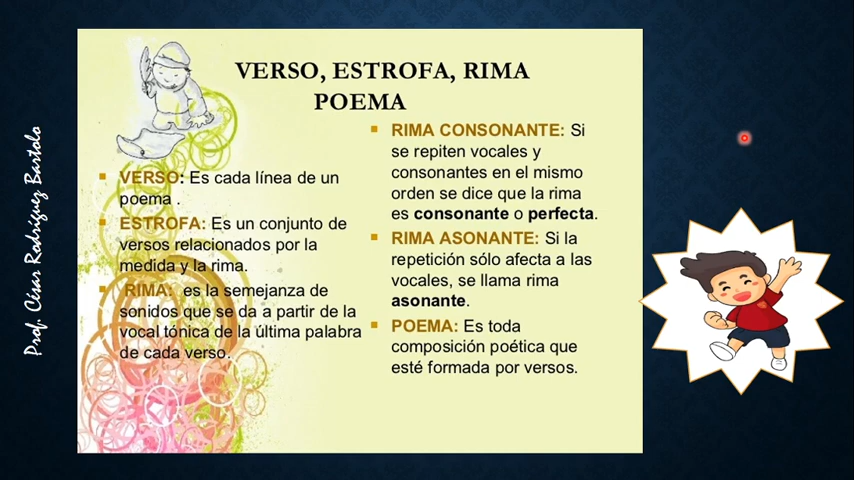 VERSO, ESTROFA, RIMA
POEMA
VERSO: Es cada línea de un
poema .
ESTROFA: Es un conjunto de
versos relacionados por la
medida y la rima.
RIMA: es la semejanza de
sonidos que se da a partir de la
vocal tónica de la última palabra
de cada verso.
RIMA CONSONANTE: Si
se repiten vocales y
consonantes en el mismo
orden se dice que la rima
es consonante o perfecta.
RIMA ASONANTE: Si la
repetición sólo afecta a las
vocales, se llama rima
asonante.
POEMA: Es toda
composición poética que
esté formada por versos.
Prof. César Rodríguez Bartolo